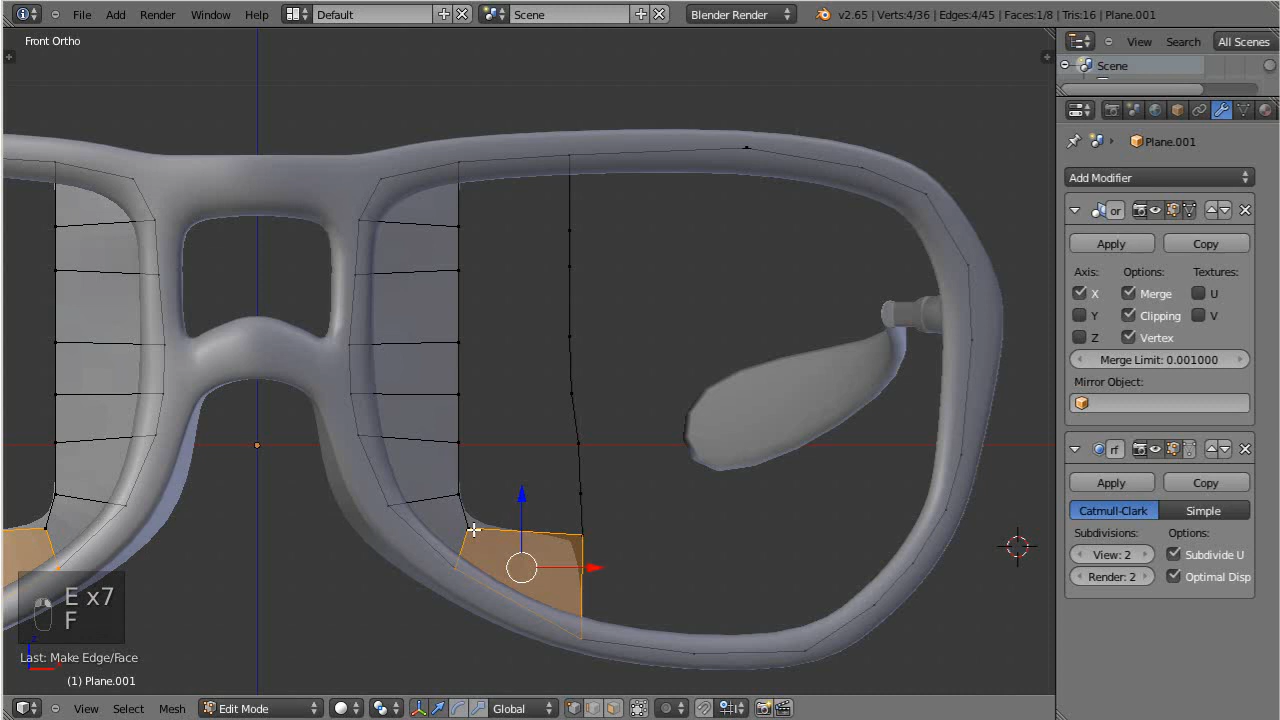 File Add Render Window Help Default Scene Blender Render v2.65 | Verts:4/36 | Edges:4/45 | Faces:1/8 | Tris:16 | Plane.001
Front Ortho
View Search All Scenes
Scene
Plane.001
Add Modifier
or
Apply Copy
Axis: Options: Textures:
X Merge U
Y Clipping V
Z Vertex
Merge Limit: 0.001000
Mirror Object:
rf
Apply Copy
Catmull-Clark Simple
Subdivisions: Options:
View: 2 Subdivide U
Render: 2 Optimal Disp
E x7
F
Last: Make Edge/Face
(1) Plane.001
View Select Mesh Edit Mode Global